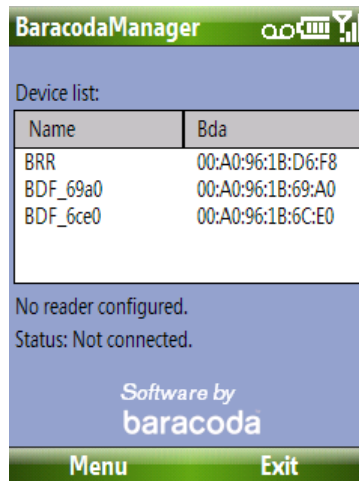 BaracodaManager
Device list:
Name Bda
BRR 00:A0:96:1B:D6:F8
BDF_69a0 00:A0:96:1B:69:A0
BDF_6ce0 00:A0:96:1B:6C:E0
No reader configured.
Status: Not connected.
Software by
baracoda
Menu Exit